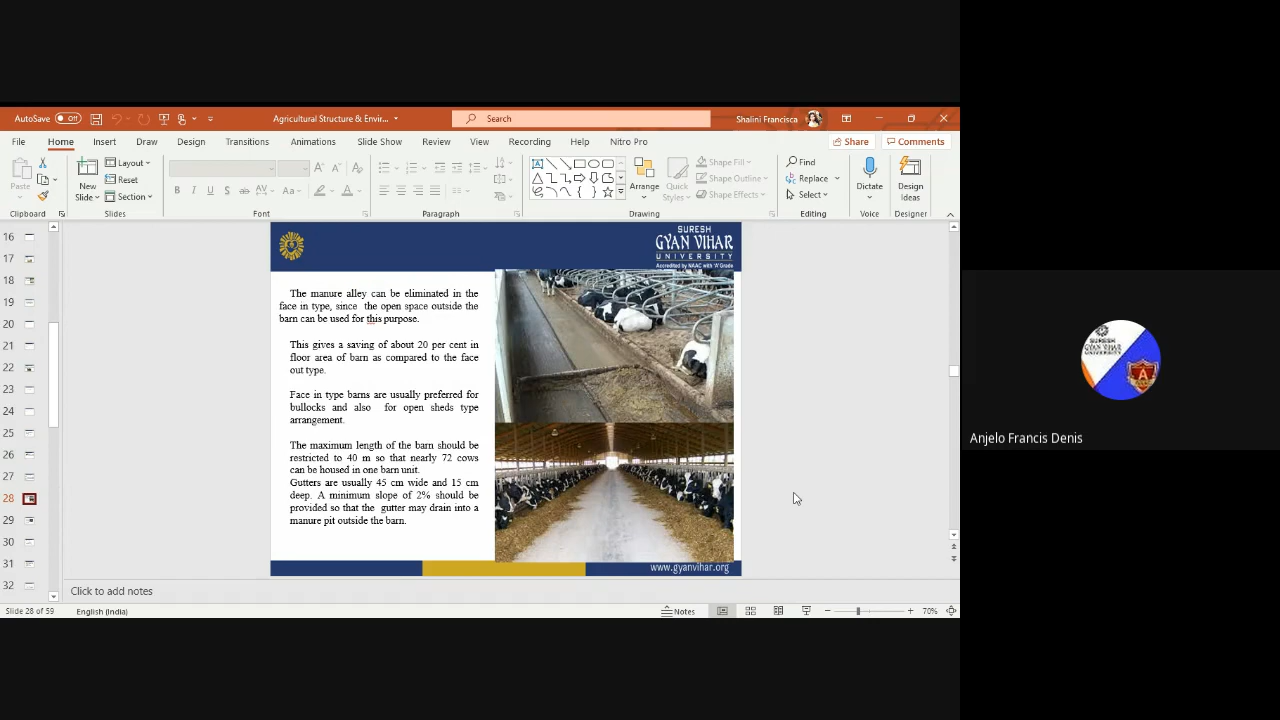 AutoSave Off
Agricultural Structure & Envir...
Search
Shalini Francisca
File Home Insert Draw Design Transitions Animations Slide Show Review View Recording Help Nitro Pro
Share Comments
Paste
New Slide
Layout
Reset
Section
Arrange
Quick Styles
Shape Fill
Shape Outline
Shape Effects
Find
Replace
Select
Dictate
Design Ideas
Clipboard Slides Font Paragraph Drawing Editing Voice Designer
16
17
18
19
20
21
22
23
24
25
26
27
28
29
30
31
32
SURESH
GYAN VIHAR
UNIVERSITY
Accredited by NAAC with 'A' Grade
The manure alley can be eliminated in the
face in type, since the open space outside the
barn can be used for this purpose.
This gives a saving of about 20 per cent in
floor area of barn as compared to the face
out type.
Face in type barns are usually preferred for
bullocks and also for open sheds type
arrangement.
The maximum length of the barn should be
restricted to 40 m so that nearly 72 cows
can be housed in one barn unit.
Gutters are usually 45 cm wide and 15 cm
deep. A minimum slope of 2% should be
provided so that the gutter may drain into a
manure pit outside the barn.
www.gyanvihar.org
Click to add notes
Slide 28 of 59
English (India)
Notes
70%
Anjelo Francis Denis